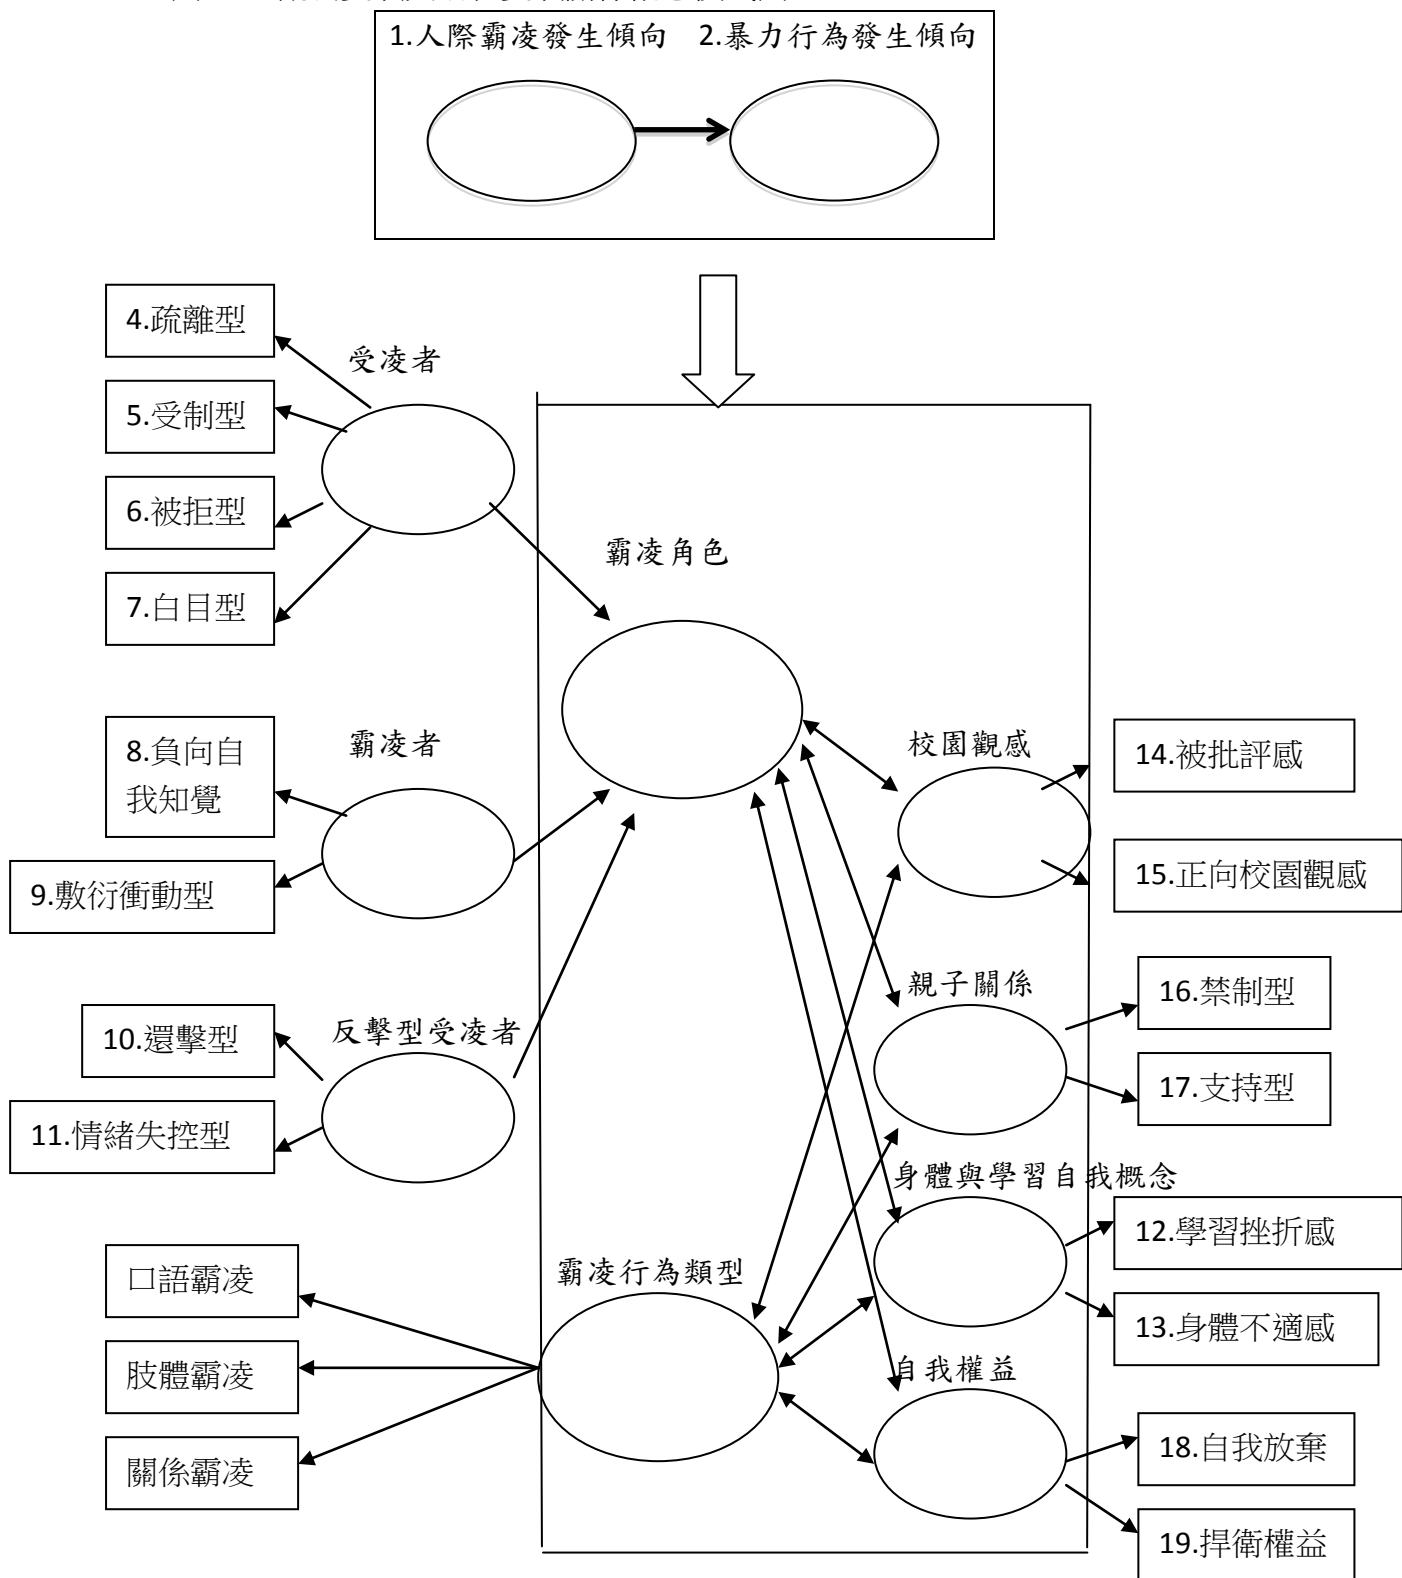 1.人際霸凌發生傾向 2.暴力行為發生傾向
4.疏離型
受凌者
5.受制型
6.被拒型
霸凌角色
7.白目型
8.負向自
我知覺
霸凌者
校園觀感
14.被批評感
9.敷衍衝動型
15.正向校園觀感
親子關係
16.禁制型
10.還擊型
反擊型受凌者
17.支持型
11.情緒失控型
身體與學習自我概念
12.學習挫折感
口語霸凌
霸凌行為類型
13.身體不適感
肢體霸凌
自我權益
18.自我放棄
關係霸凌
19.捍衛權益